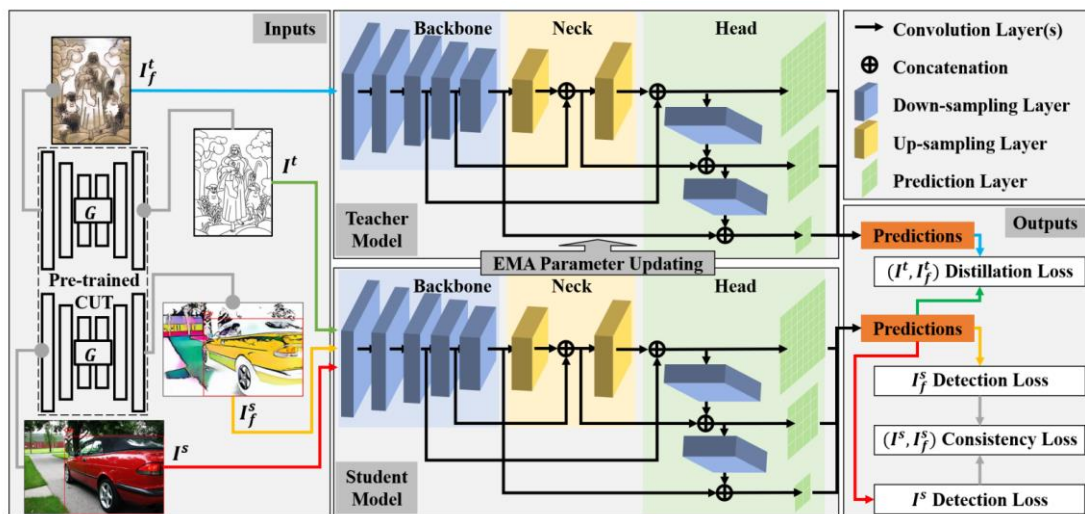 Inputs
$I_f^t$
$I^t$
G
Pre-trained
CUT
G
$I_f^s$
$I^s$
Backbone
Neck
Head
Teacher
Model
EMA Parameter Updating
Backbone
Neck
Head
Student
Model
Convolution Layer(s)
Concatenation
Down-sampling Layer
Up-sampling Layer
Prediction Layer
Outputs
Predictions
$(I^t, I_f^t)$ Distillation Loss
Predictions
$I_f^s$ Detection Loss
$(I^s, I_f^s)$ Consistency Loss
$I^s$ Detection Loss